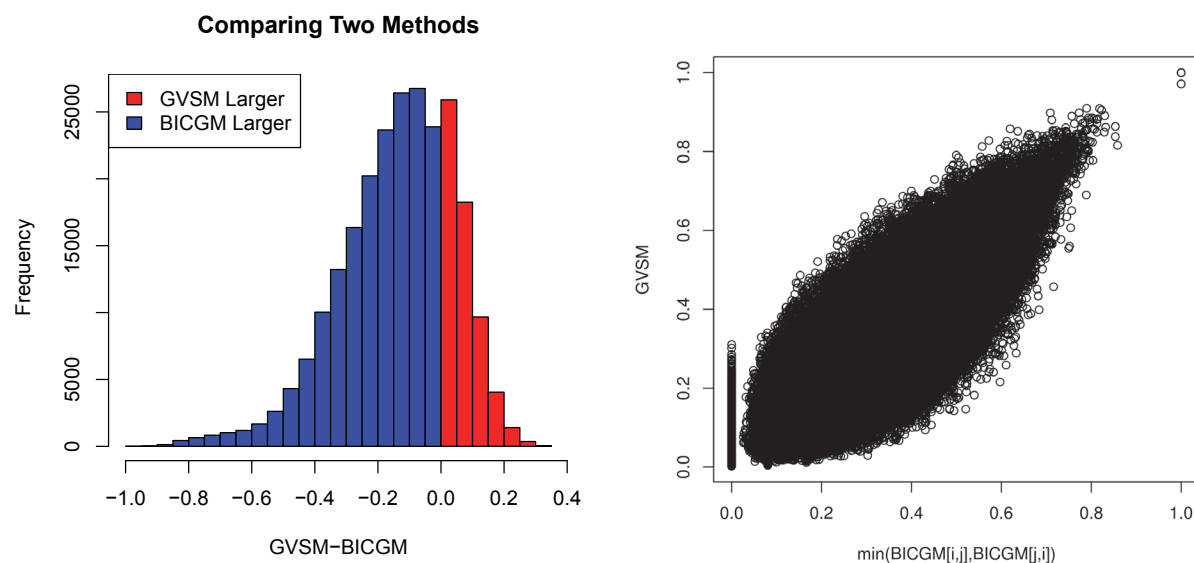 Comparing Two Methods
GVSM Larger
BICGM Larger
Frequency
0
5000
15000
25000
−1.0 −0.8 −0.6 −0.4 −0.2 0.0 0.2 0.4
GVSM−BICGM
GVSM
1.0
0.8
0.6
0.4
0.2
0.0
0.0 0.2 0.4 0.6 0.8 1.0
min(BICGM[i,j],BICGM[j,i])